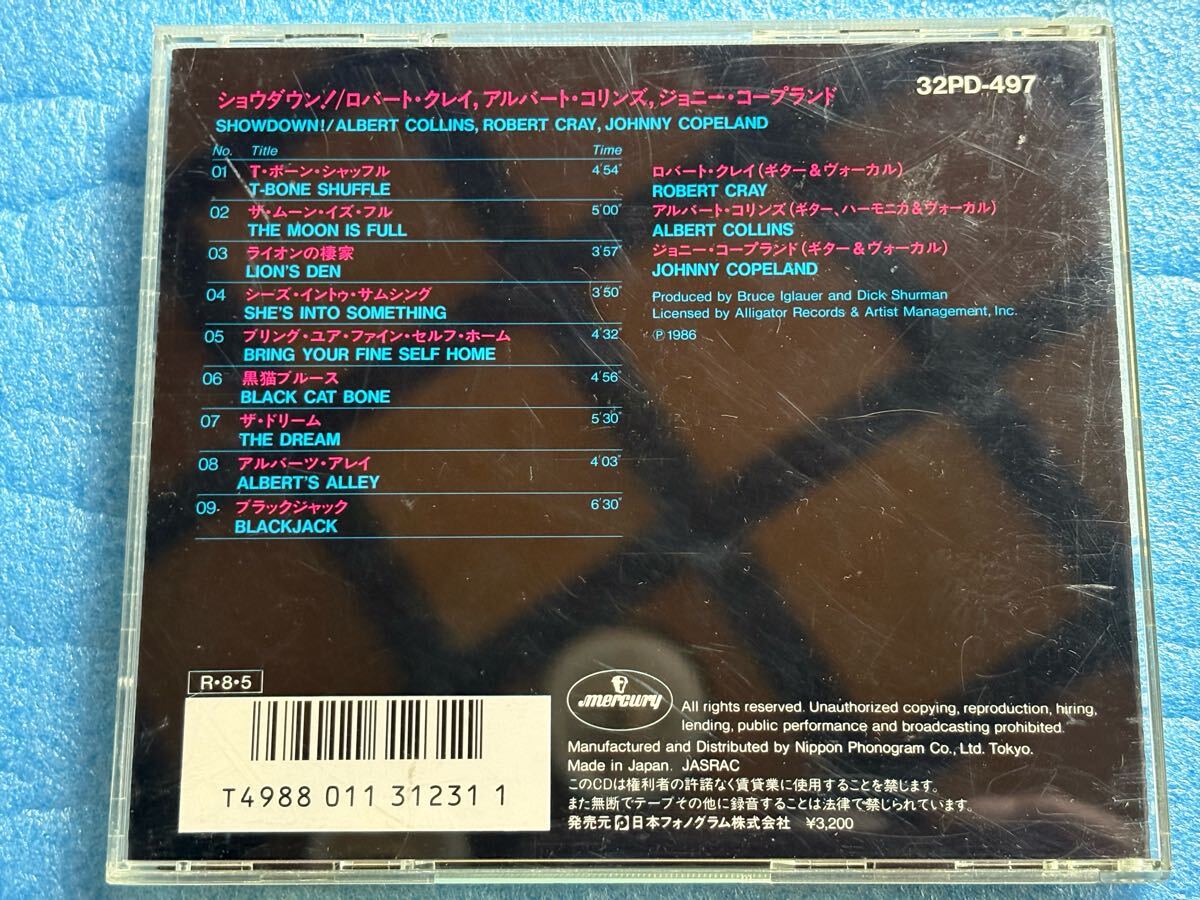 32PD-497
ショウダウン!/ロバート・クレイ,アルバート・コリンズ,ジョニー・コープランド
SHOWDOWN!/ALBERT COLLINS, ROBERT CRAY, JOHNNY COPELAND
No. Title Time
01 T・ボーン・シャッフル 4'54"
T-BONE SHUFFLE
02 ザ・ムーン・イズ・フル 5'00"
THE MOON IS FULL
03 ライオンの棲家 3'57"
LION'S DEN
04 シーズ・イントゥ・サムシング 3'50"
SHE'S INTO SOMETHING
05 ブリング・ユア・ファイン・セルフ・ホーム 4'32
BRING YOUR FINE SELF HOME
06 黒猫ブルース 4'56"
BLACK CAT BONE
07 ザ・ドリーム 5'30"
THE DREAM
08 アルバーツ・アレイ 4'03"
ALBERT'S ALLEY
09 ブラックジャック 6'30"
BLACKJACK
ロバート・クレイ(ギター&ヴォーカル)
ROBERT CRAY
アルバート・コリンズ(ギター、ハーモニカ&ヴォーカル)
ALBERT COLLINS
ジョニー・コープランド(ギター&ヴォーカル)
JOHNNY COPELAND
Produced by Bruce Iglauer and Dick Shurman
Licensed by Alligator Records & Artist Management, Inc.
℗ 1986
R・8・5
T4988 011 31231 1
mercury
All rights reserved. Unauthorized copying, reproduction, hiring,
lending, public performance and broadcasting prohibited.
Manufactured and Distributed by Nippon Phonogram Co., Ltd. Tokyo.
Made in Japan. JASRAC
このCDは権利者の許諾なく賃貸業に使用することを禁じます。
また無断でテープその他に録音することは法律で禁じられています。
発売元 日本フォノグラム株式会社 ¥3,200